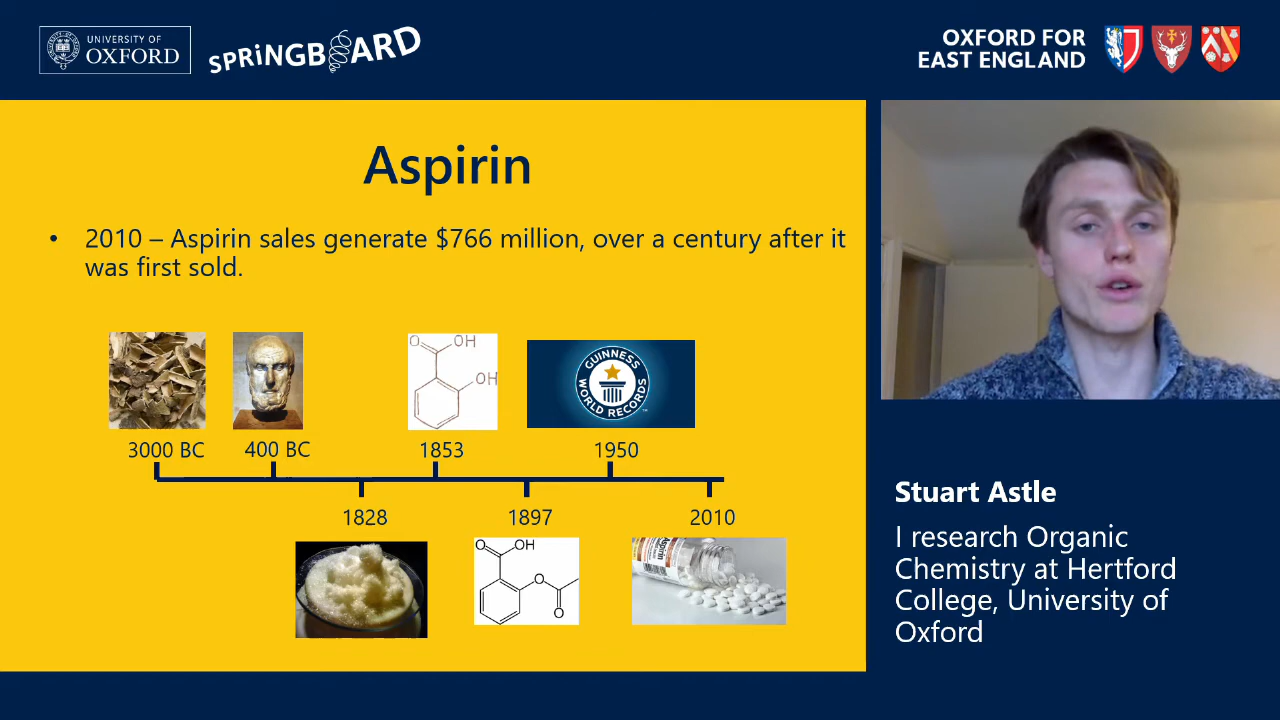 UNIVERSITY OF
OXFORD
SPRiNGBOARD
OXFORD FOR
EAST ENGLAND
Aspirin
• 2010 – Aspirin sales generate $766 million, over a century after it
was first sold.
O OH
OH
GUINNESS
WORLD RECORDS
™
3000 BC
400 BC
1853
1950
1828
1897
2010
O OH
O
O
Aspirin
Stuart Astle
I research Organic
Chemistry at Hertford
College, University of
Oxford